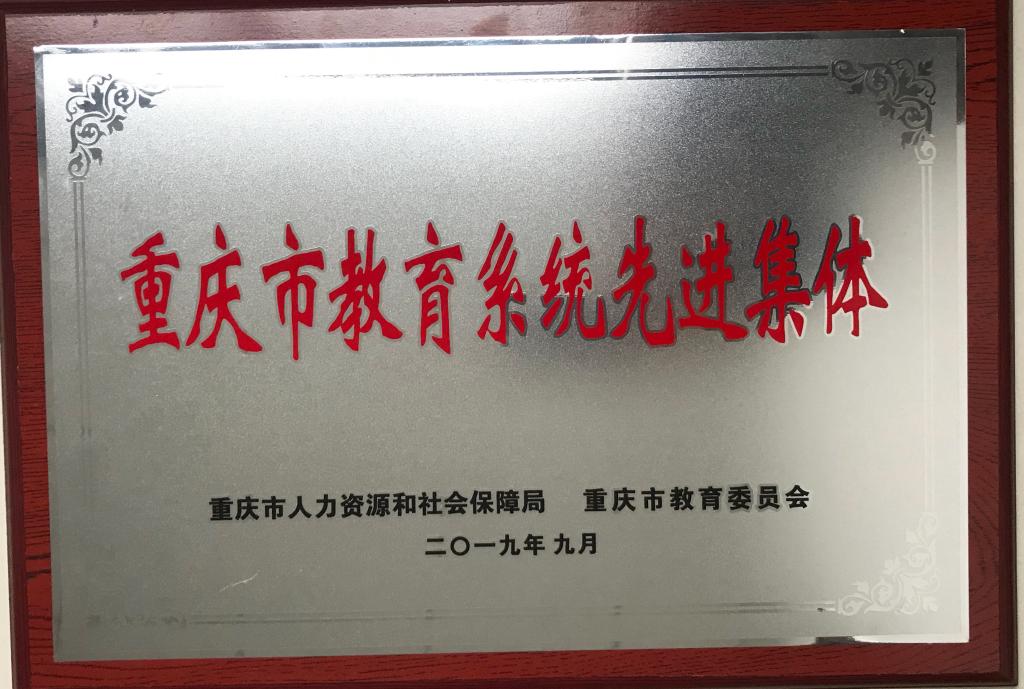 重庆市教育系统先进集体
重庆市人力资源和社会保障局 重庆市教育委员会
二〇一九年九月